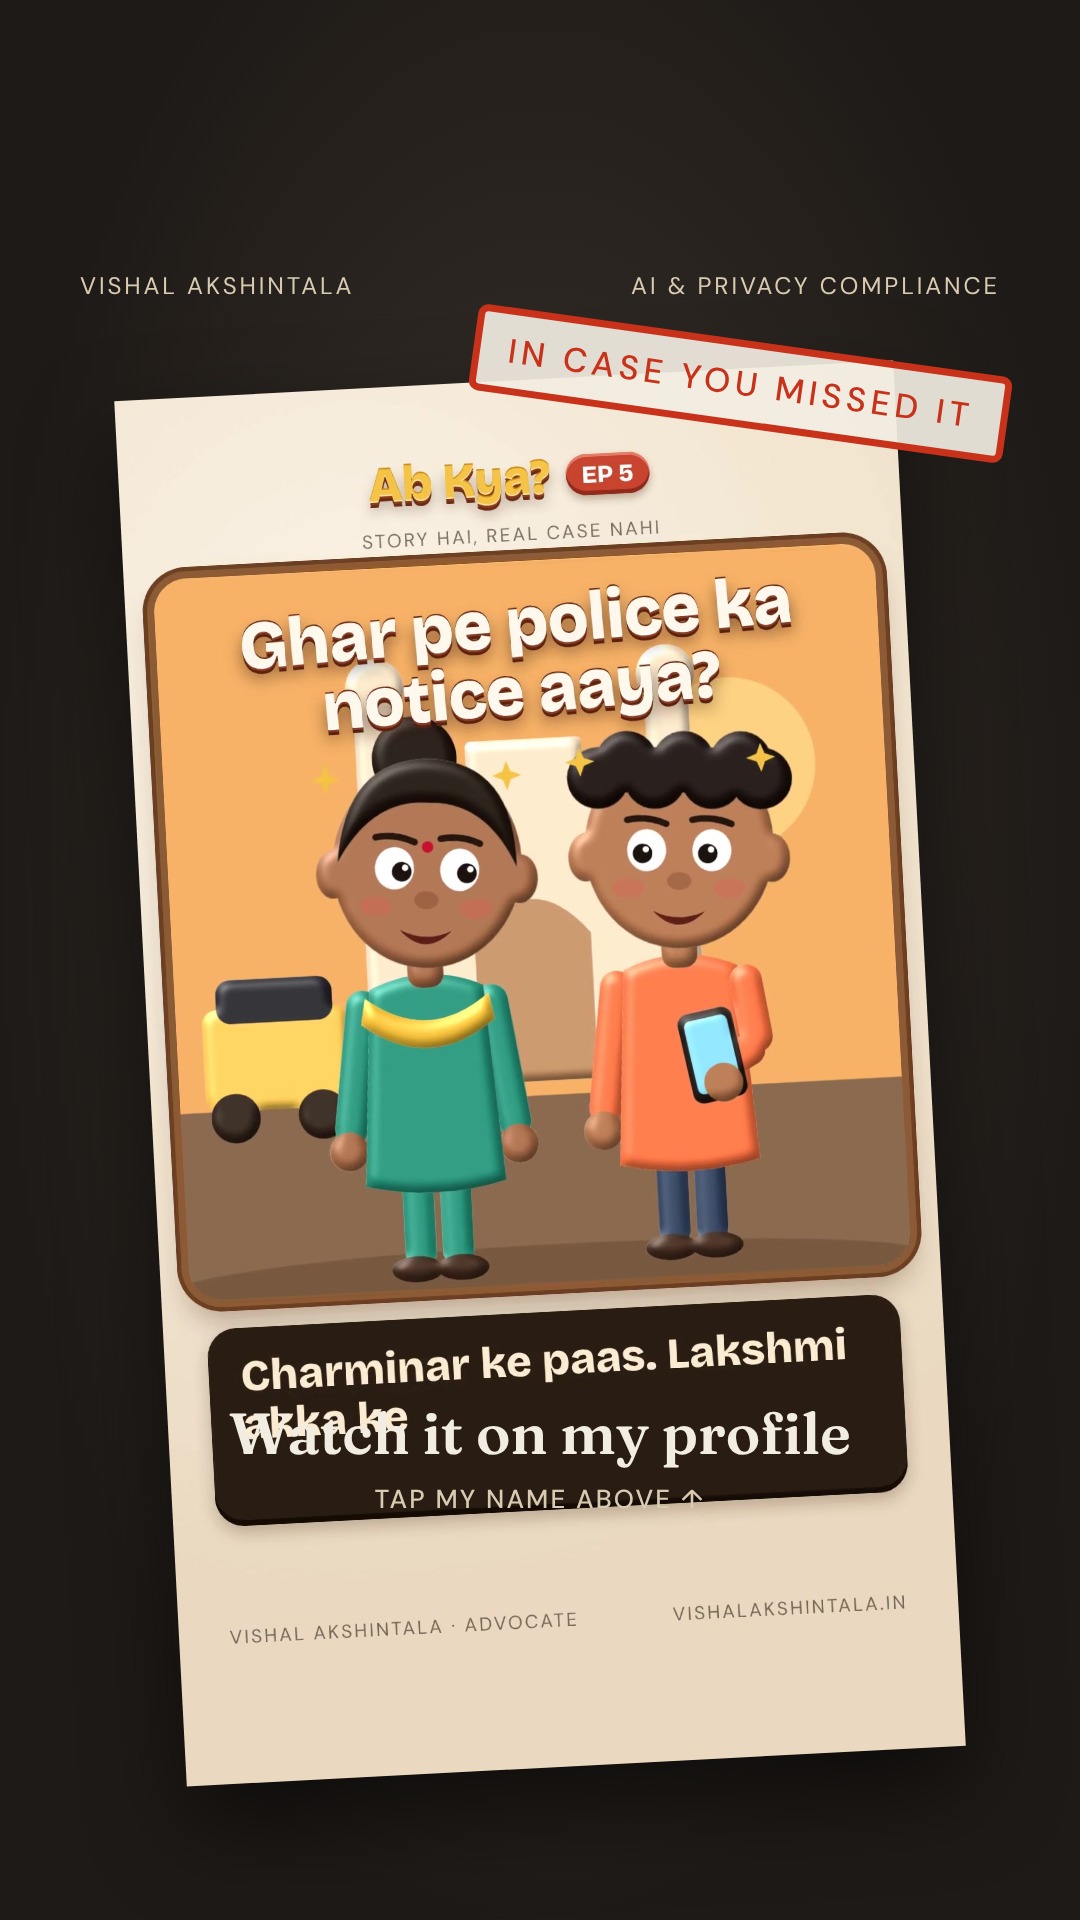 VISHAL AKSHINTALA
AI & PRIVACY COMPLIANCE
IN CASE YOU MISSED IT
Ab Kya?
EP 5
STORY HAI, REAL CASE NAHI
Ghar pe police ka
notice aaya?
Charminar ke paas. Lakshmi
akka ke
Watch it on my profile
TAP MY NAME ABOVE ↑
VISHAL AKSHINTALA · ADVOCATE
VISHALAKSHINTALA.IN